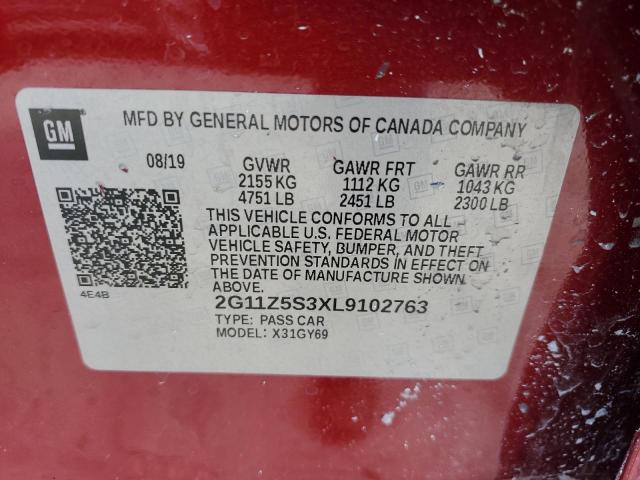 GM
MFD BY GENERAL MOTORS OF CANADA COMPANY
08/19 GVWR GAWR FRT GAWR RR
2155 KG 1112 KG 1043 KG
4751 LB 2451 LB 2300 LB
THIS VEHICLE CONFORMS TO ALL
APPLICABLE U.S. FEDERAL MOTOR
VEHICLE SAFETY, BUMPER, AND THEFT
PREVENTION STANDARDS IN EFFECT ON
THE DATE OF MANUFACTURE SHOWN
ABOVE.
4E4B
2G11Z5S3XL9102763
TYPE: PASS CAR
MODEL: X31GY69